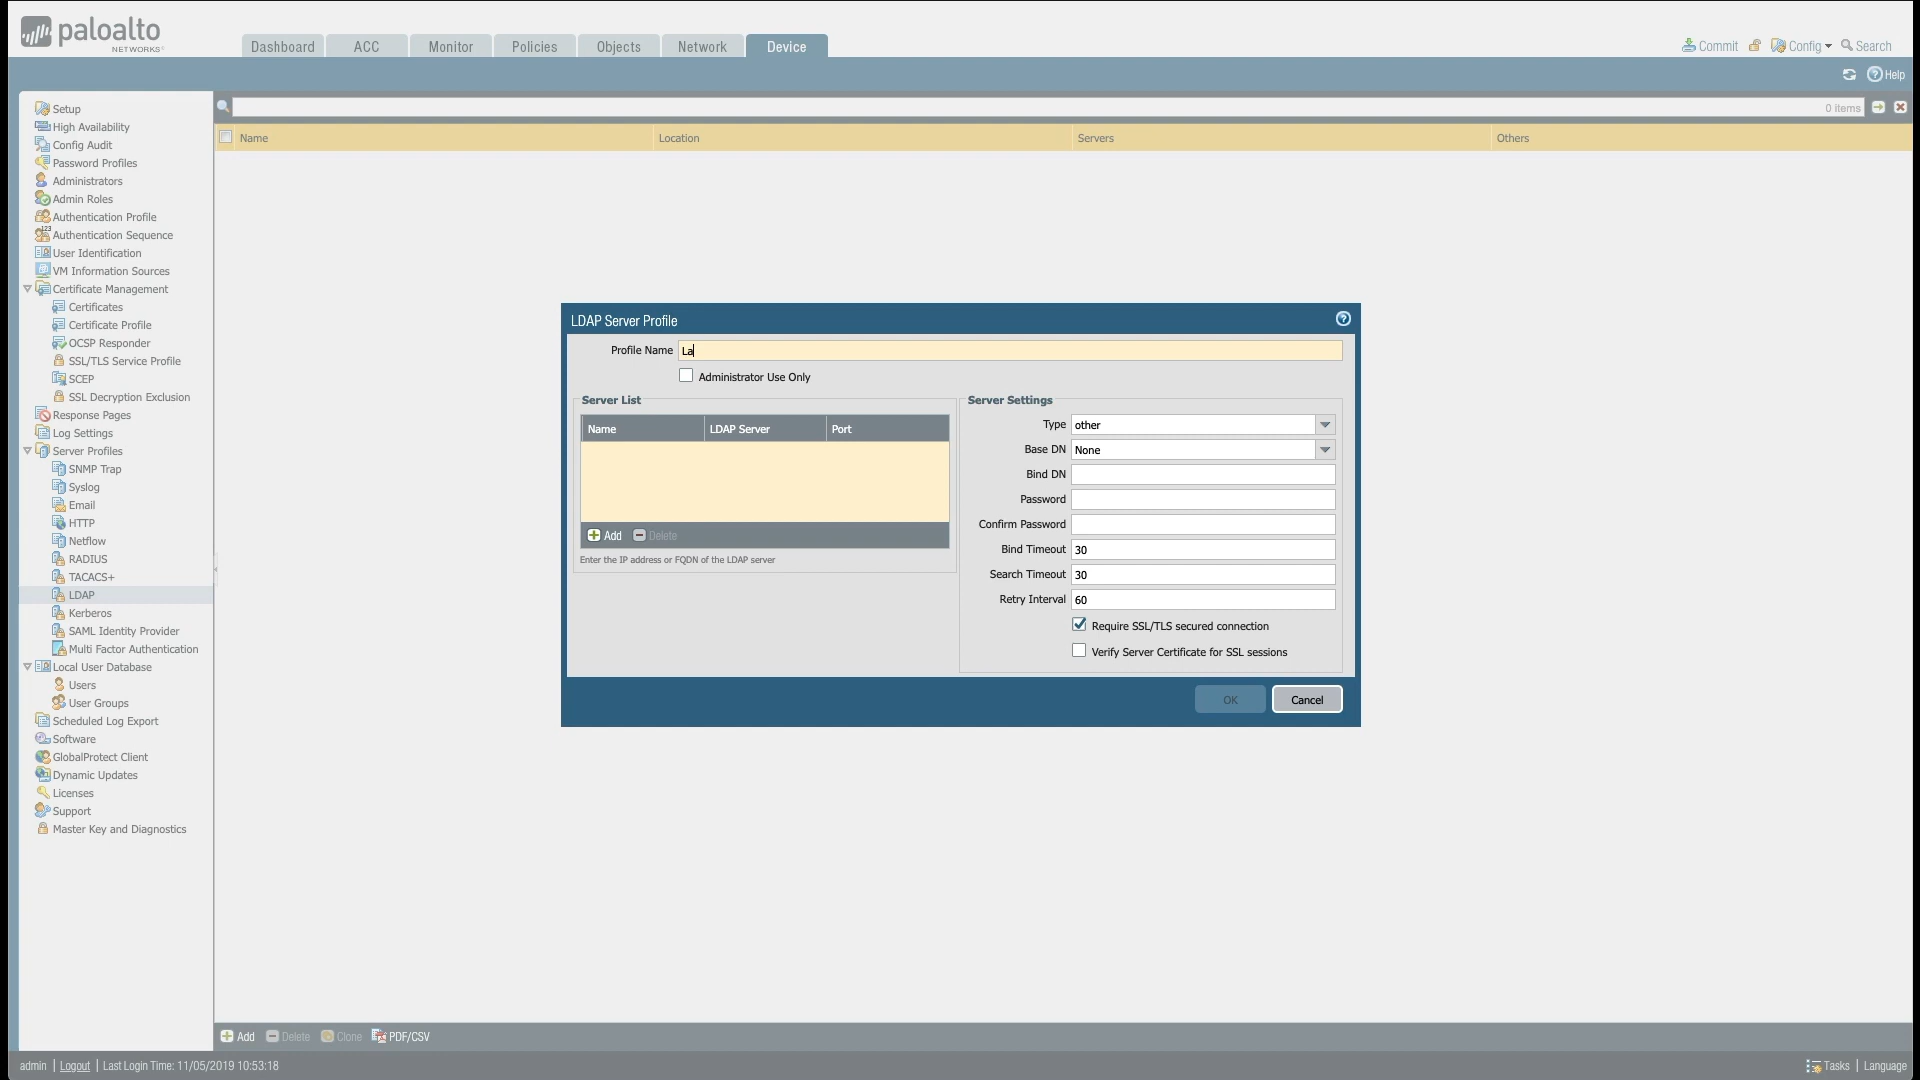 paloalto
NETWORKS®
Dashboard ACC Monitor Policies Objects Network Device
Commit Config Search
Help
Setup
High Availability
Config Audit
Password Profiles
Administrators
Admin Roles
Authentication Profile
Authentication Sequence
User Identification
VM Information Sources
Certificate Management
Certificates
Certificate Profile
OCSP Responder
SSL/TLS Service Profile
SCEP
SSL Decryption Exclusion
Response Pages
Log Settings
Server Profiles
SNMP Trap
Syslog
Email
HTTP
Netflow
RADIUS
TACACS+
LDAP
Kerberos
SAML Identity Provider
Multi Factor Authentication
Local User Database
Users
User Groups
Scheduled Log Export
Software
GlobalProtect Client
Dynamic Updates
Licenses
Support
Master Key and Diagnostics
0 items
Name Location Servers Others
LDAP Server Profile
Profile Name La
Administrator Use Only
Server List
Name LDAP Server Port
Add Delete
Enter the IP address or FQDN of the LDAP server
Server Settings
Type other
Base DN None
Bind DN
Password
Confirm Password
Bind Timeout 30
Search Timeout 30
Retry Interval 60
Require SSL/TLS secured connection
Verify Server Certificate for SSL sessions
OK Cancel
Add Delete Clone PDF/CSV
admin | Logout | Last Login Time: 11/05/2019 10:53:18
Tasks | Language